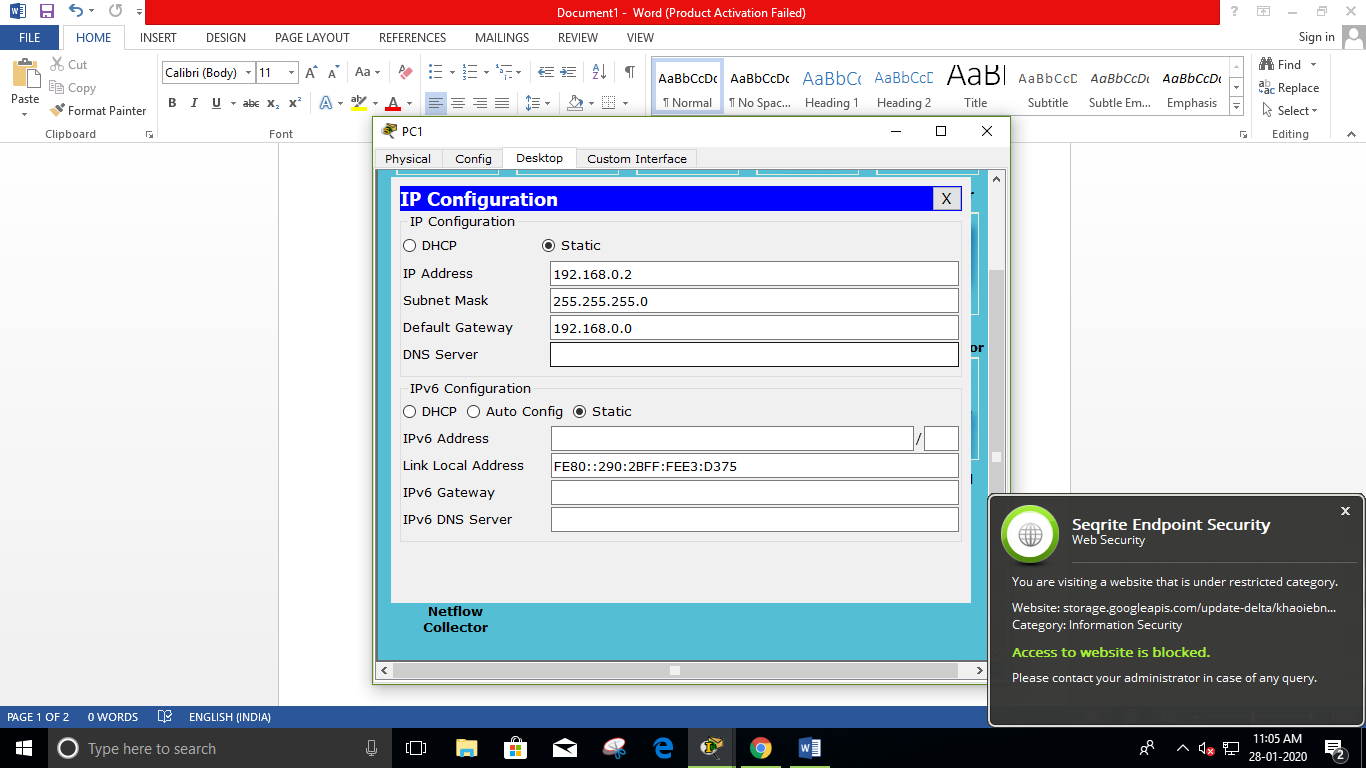 Document1 - Word (Product Activation Failed)
FILE HOME INSERT DESIGN PAGE LAYOUT REFERENCES MAILINGS REVIEW VIEW Sign in
Paste
Cut
Copy
Format Painter
Clipboard
Calibri (Body) 11
Font
AaBbCcDc AaBbCcDc AaBbCc AaBbCcD AaBl AaBbCcD AaBbCcDc AaBbCcDc
¶ Normal ¶ No Spac... Heading 1 Heading 2 Title Subtitle Subtle Em... Emphasis
Find
Replace
Select
Editing
PC1
Physical Config Desktop Custom Interface
IP Configuration X
IP Configuration
DHCP Static
IP Address 192.168.0.2
Subnet Mask 255.255.255.0
Default Gateway 192.168.0.0
DNS Server
IPv6 Configuration
DHCP Auto Config Static
IPv6 Address /
Link Local Address FE80::290:2BFF:FEE3:D375
IPv6 Gateway
IPv6 DNS Server
Netflow
Collector
Seqrite Endpoint Security
Web Security
You are visiting a website that is under restricted category.
Website: storage.googleapis.com/update-delta/khaoiebn...
Category: Information Security
Access to website is blocked.
Please contact your administrator in case of any query.
PAGE 1 OF 2 0 WORDS ENGLISH (INDIA)
Type here to search
11:05 AM
28-01-2020
2